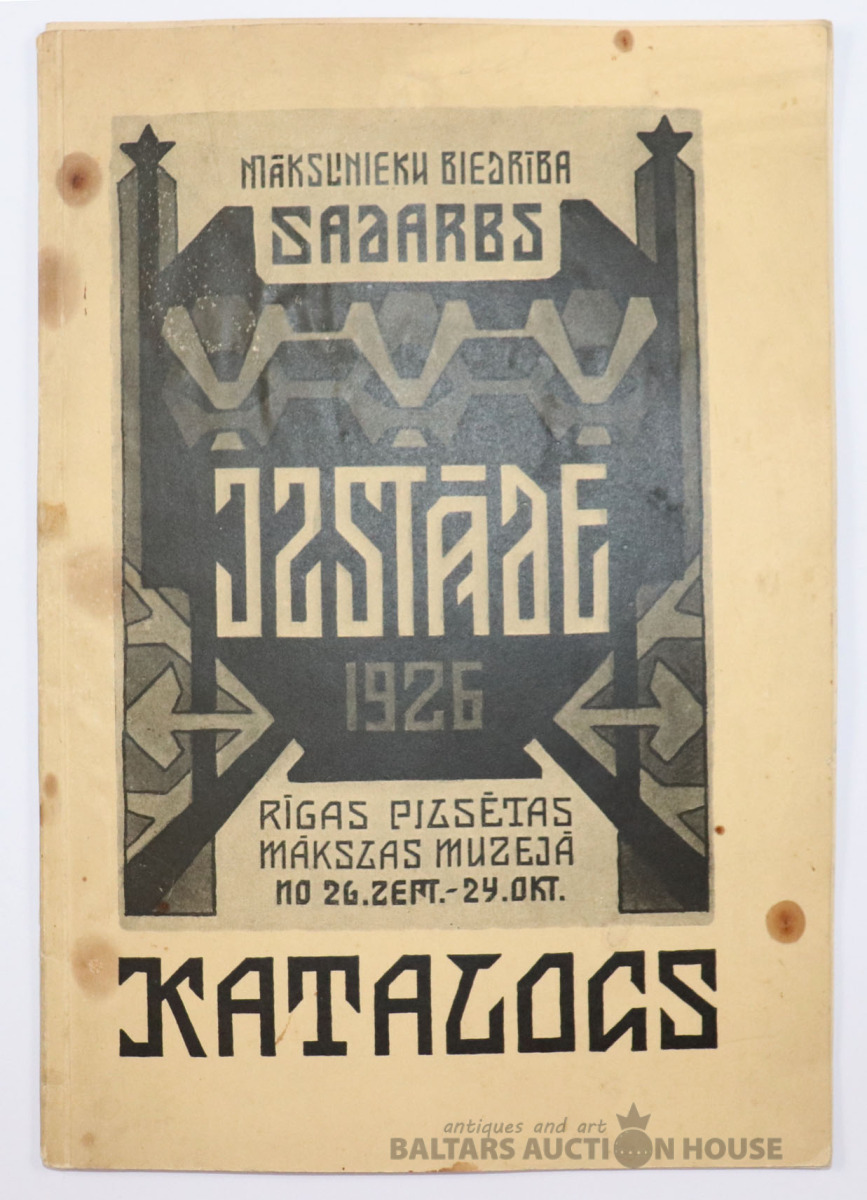 MĀKSLINIEKU BIEDRĪBA
SADARBS
IZSTĀDE
1926
RĪGAS PILSĒTAS
MĀKSLAS MUZEJĀ
NO 26.ZEPT.-24.OKT.
KATALOGS
antiques and art
BALTARS AUCTION HOUSE